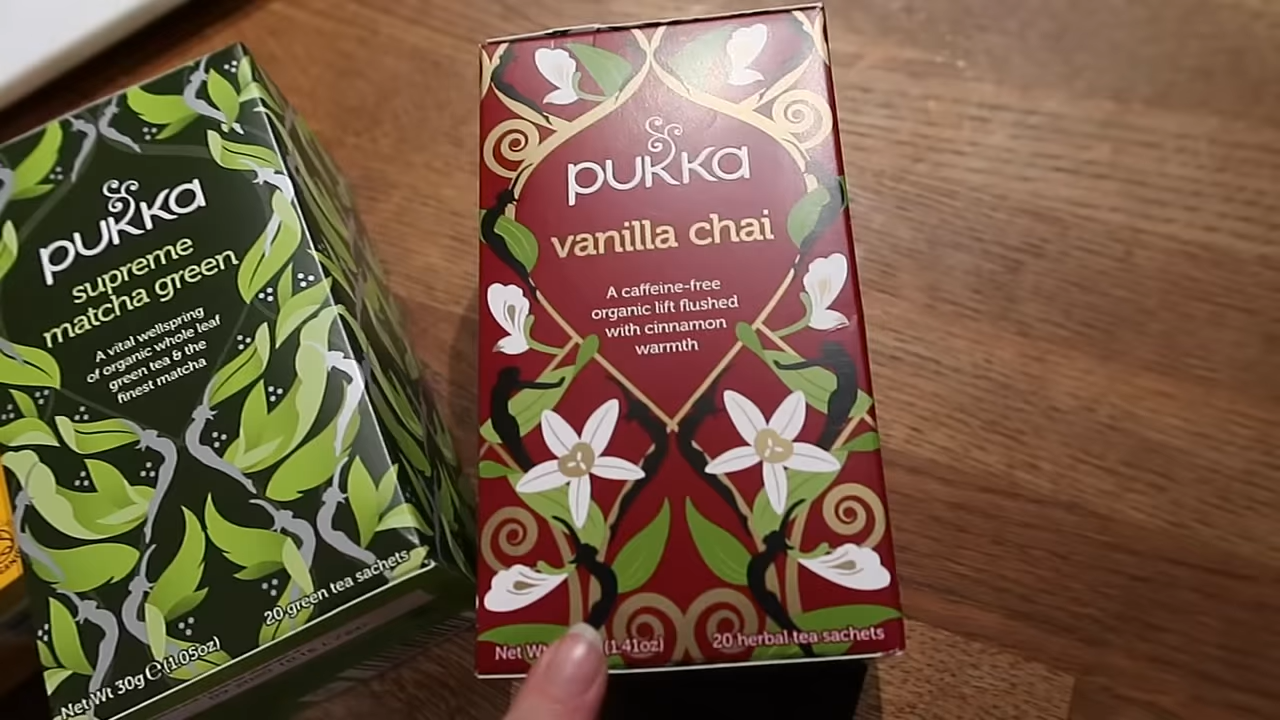 pukka
supreme
matcha green
A vital wellspring
of organic whole leaf
green tea & the
finest matcha
20 green tea sachets
Net Wt 30g ℮ (1.05oz)
pukka
vanilla chai
A caffeine-free
organic lift flushed
with cinnamon
warmth
Net W (1.41oz)
20 herbal tea sachets